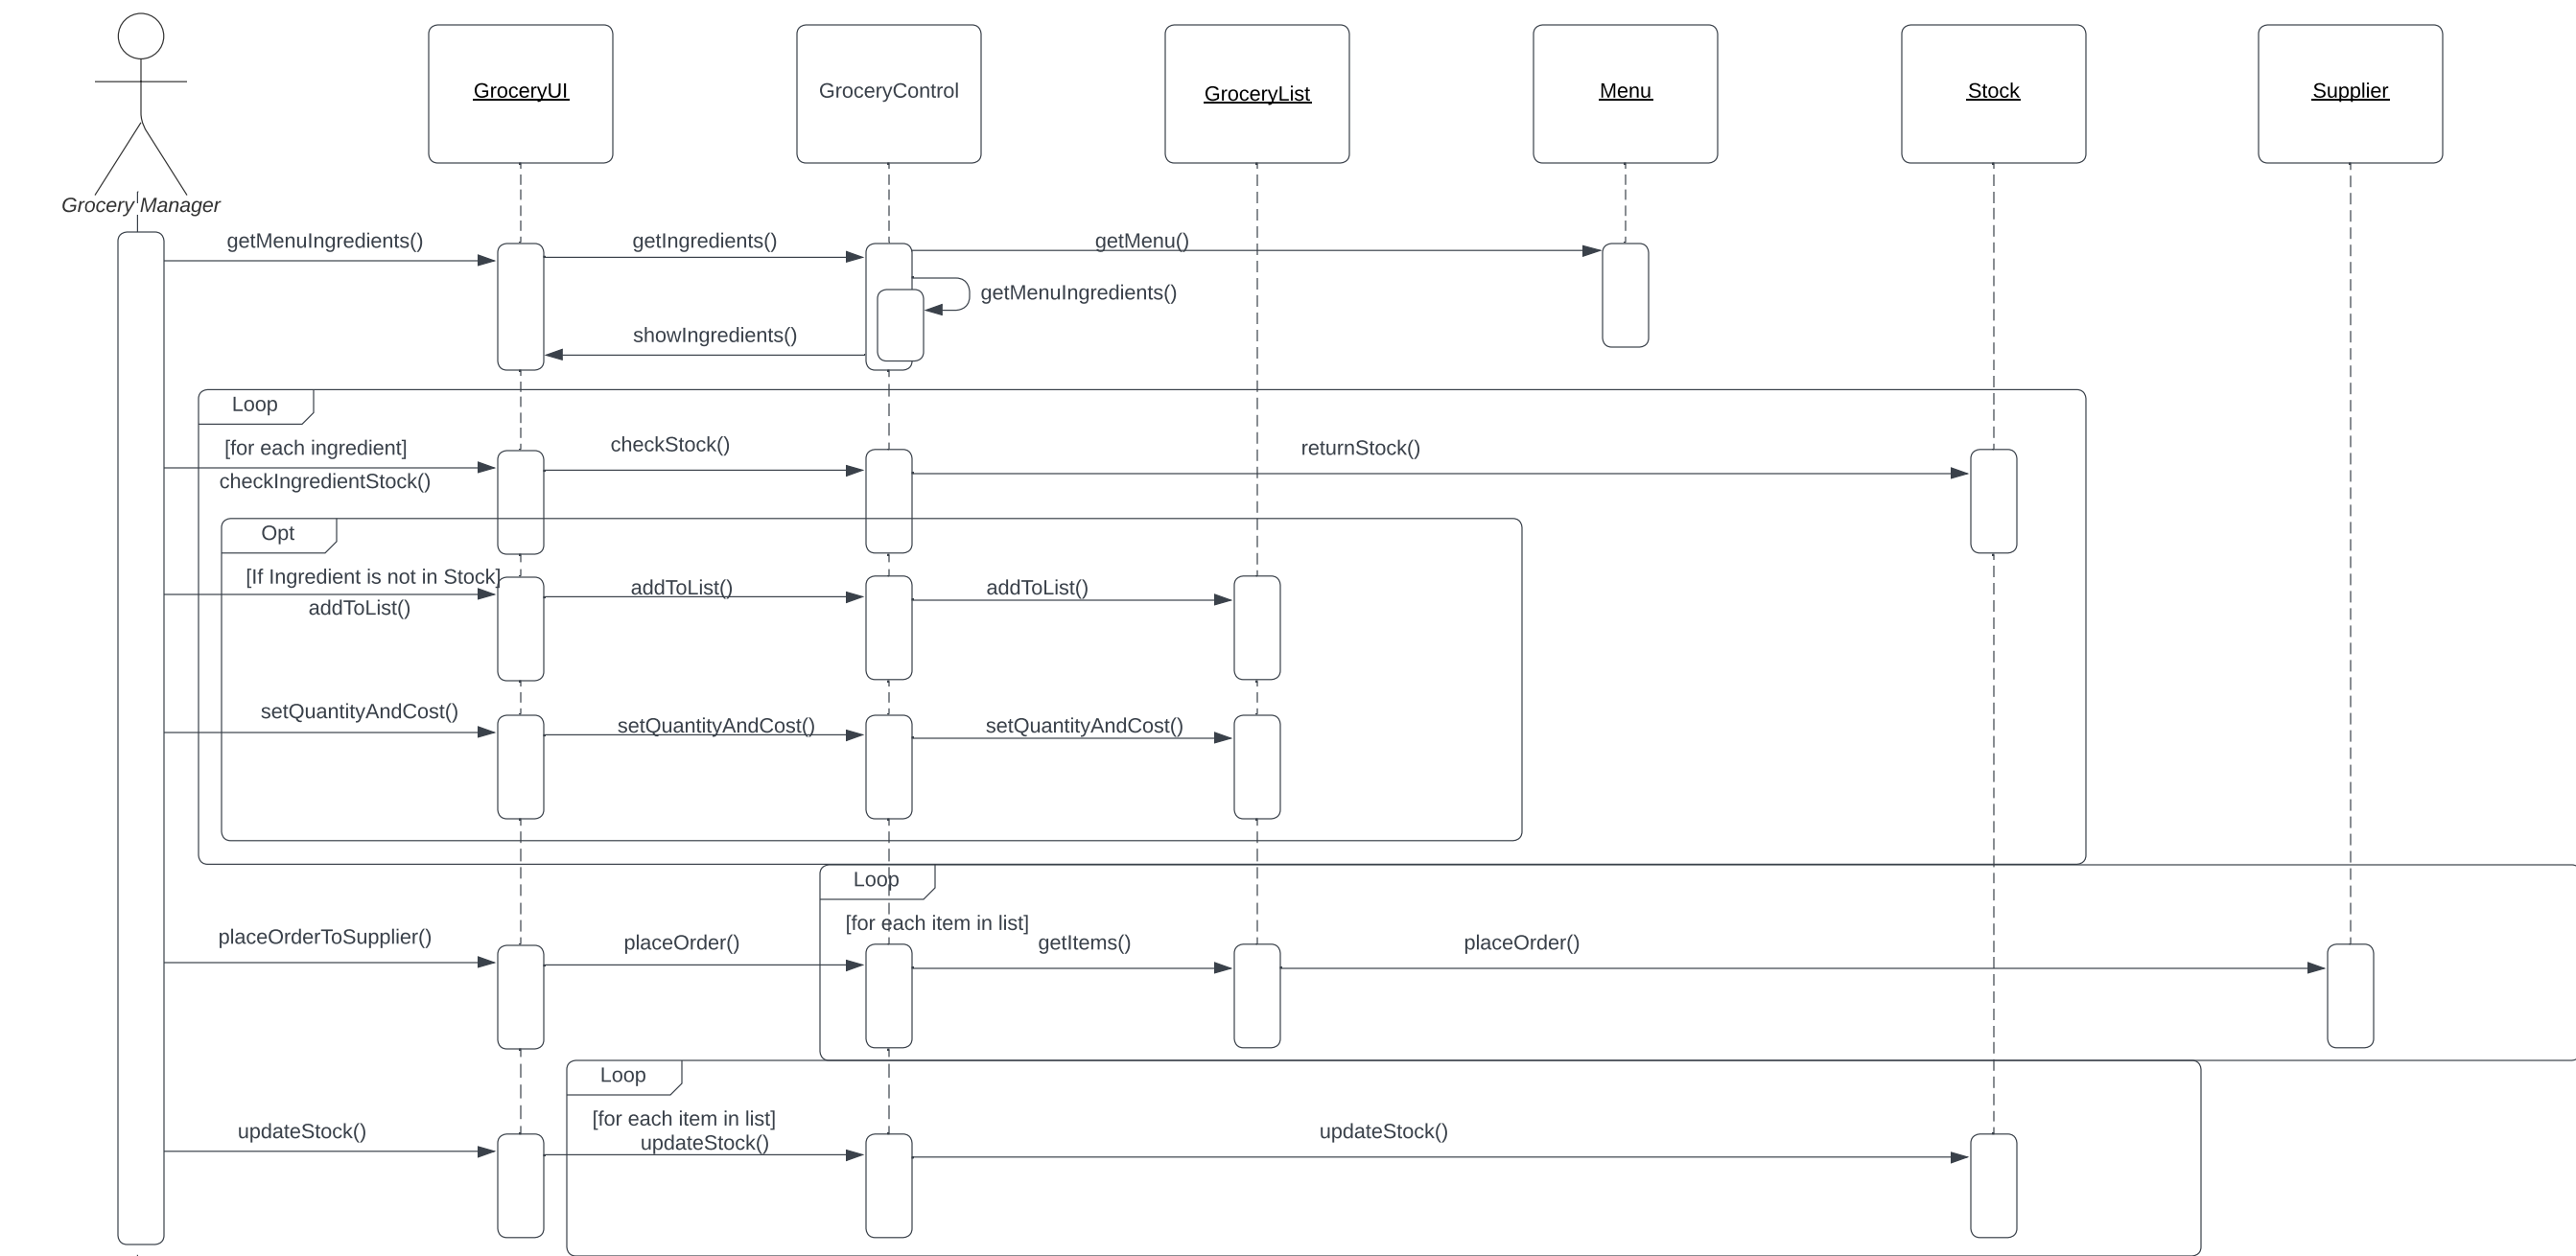 GroceryUI
GroceryControl
GroceryList
Menu
Stock
Supplier
Grocery Manager
getMenuIngredients()
getIngredients()
getMenu()
getMenuIngredients()
showIngredients()
Loop
[for each ingredient]
checkStock()
returnStock()
checkIngredientStock()
Opt
[If Ingredient is not in Stock]
addToList()
addToList()
addToList()
setQuantityAndCost()
setQuantityAndCost()
setQuantityAndCost()
Loop
[for each item in list]
placeOrderToSupplier()
placeOrder()
getItems()
placeOrder()
Loop
[for each item in list]
updateStock()
updateStock()
updateStock()